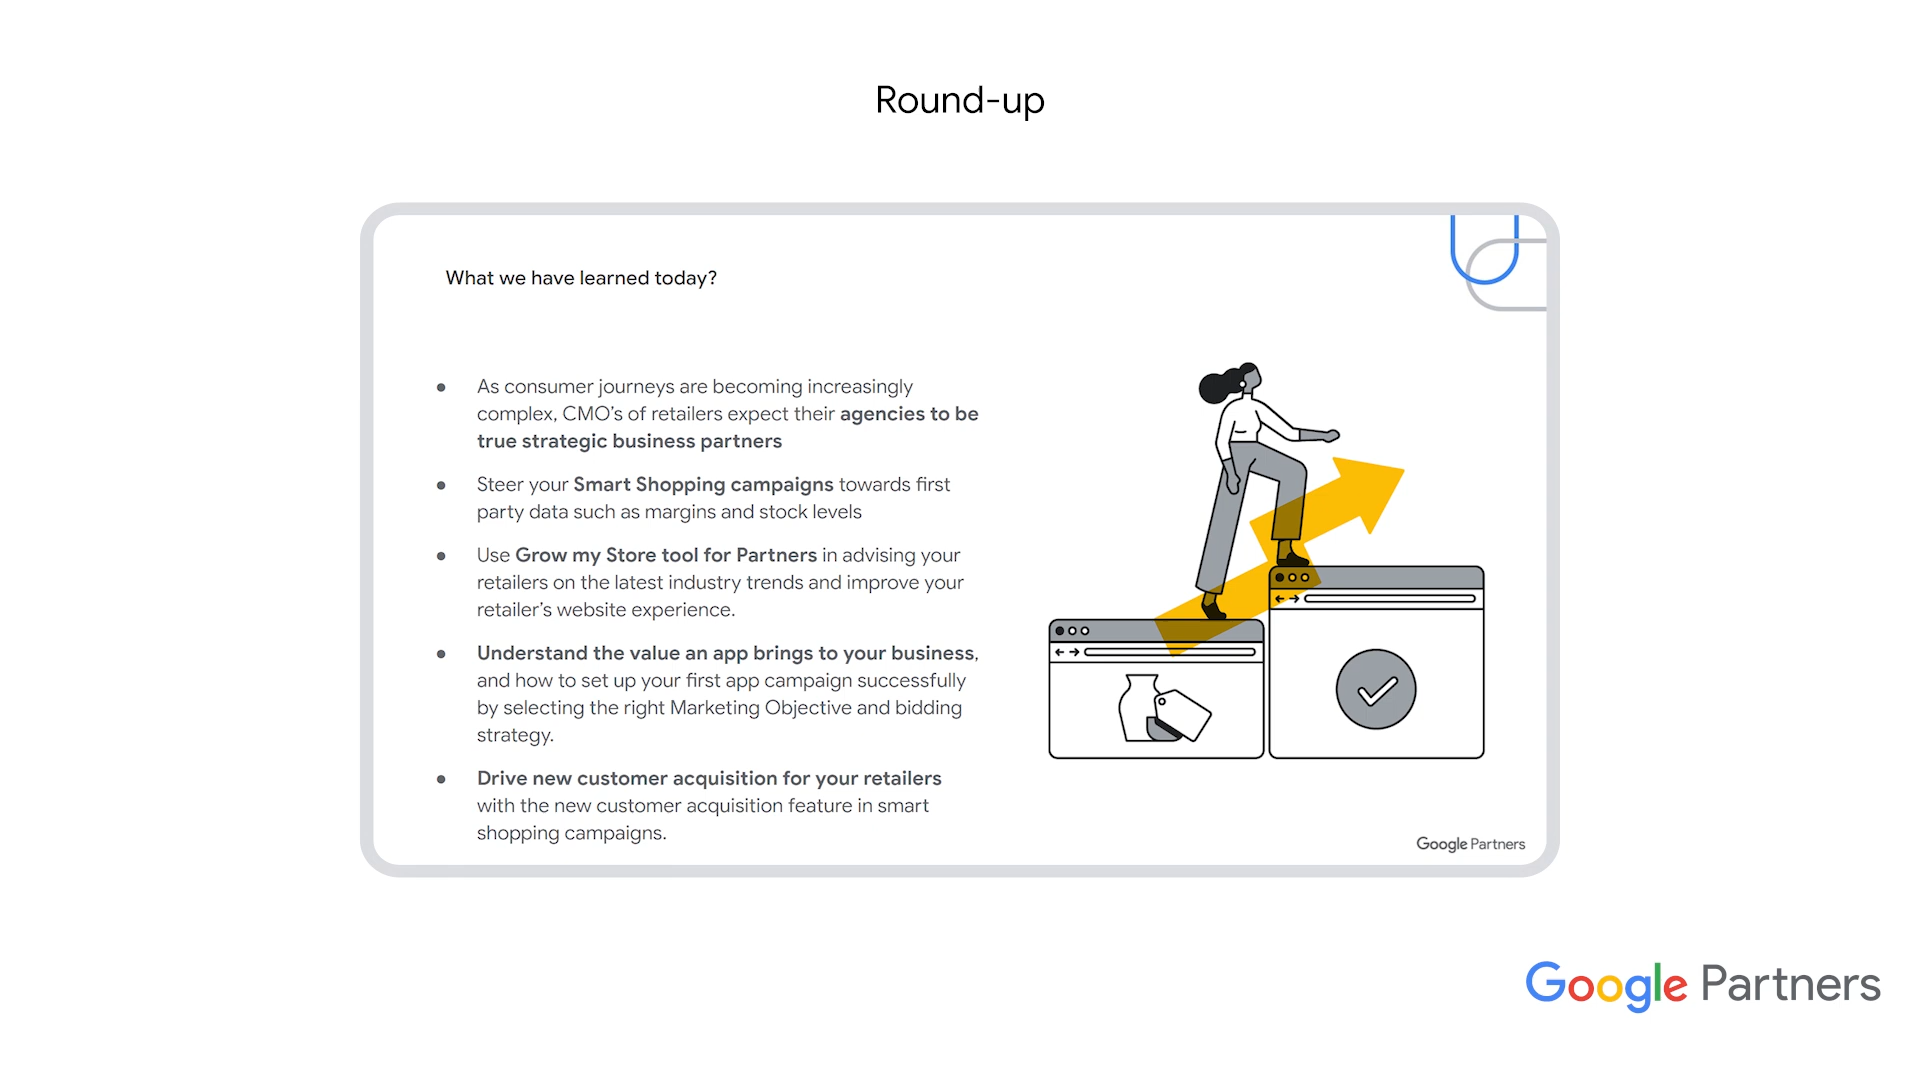 Round-up
What we have learned today?
● As consumer journeys are becoming increasingly
complex, CMO's of retailers expect their agencies to be
true strategic business partners
● Steer your Smart Shopping campaigns towards first
party data such as margins and stock levels
● Use Grow my Store tool for Partners in advising your
retailers on the latest industry trends and improve your
retailer's website experience.
● Understand the value an app brings to your business,
and how to set up your first app campaign successfully
by selecting the right Marketing Objective and bidding
strategy.
● Drive new customer acquisition for your retailers
with the new customer acquisition feature in smart
shopping campaigns.
Google Partners
Google Partners